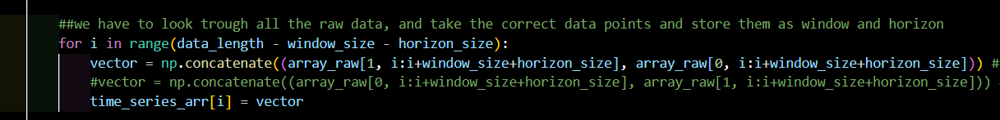 ##we have to look trough all the raw data, and take the correct data points and store them as window and horizon
for i in range(data_length - window_size - horizon_size):
vector = np.concatenate((array_raw[1, i:i+window_size+horizon_size], array_raw[0, i:i+window_size+horizon_size])) #
#vector = np.concatenate((array_raw[0, i:i+window_size+horizon_size], array_raw[1, i:i+window_size+horizon_size]))
time_series_arr[i] = vector